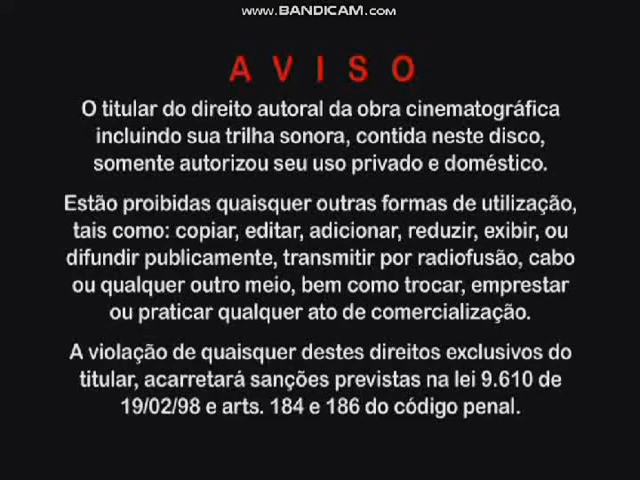 www.BANDICAM.com
A V I S O
O titular do direito autoral da obra cinematográfica
incluindo sua trilha sonora, contida neste disco,
somente autorizou seu uso privado e doméstico.
Estão proibidas quaisquer outras formas de utilização,
tais como: copiar, editar, adicionar, reduzir, exibir, ou
difundir publicamente, transmitir por radiofusão, cabo
ou qualquer outro meio, bem como trocar, emprestar
ou praticar qualquer ato de comercialização.
A violação de quaisquer destes direitos exclusivos do
titular, acarretará sanções previstas na lei 9.610 de
19/02/98 e arts. 184 e 186 do código penal.